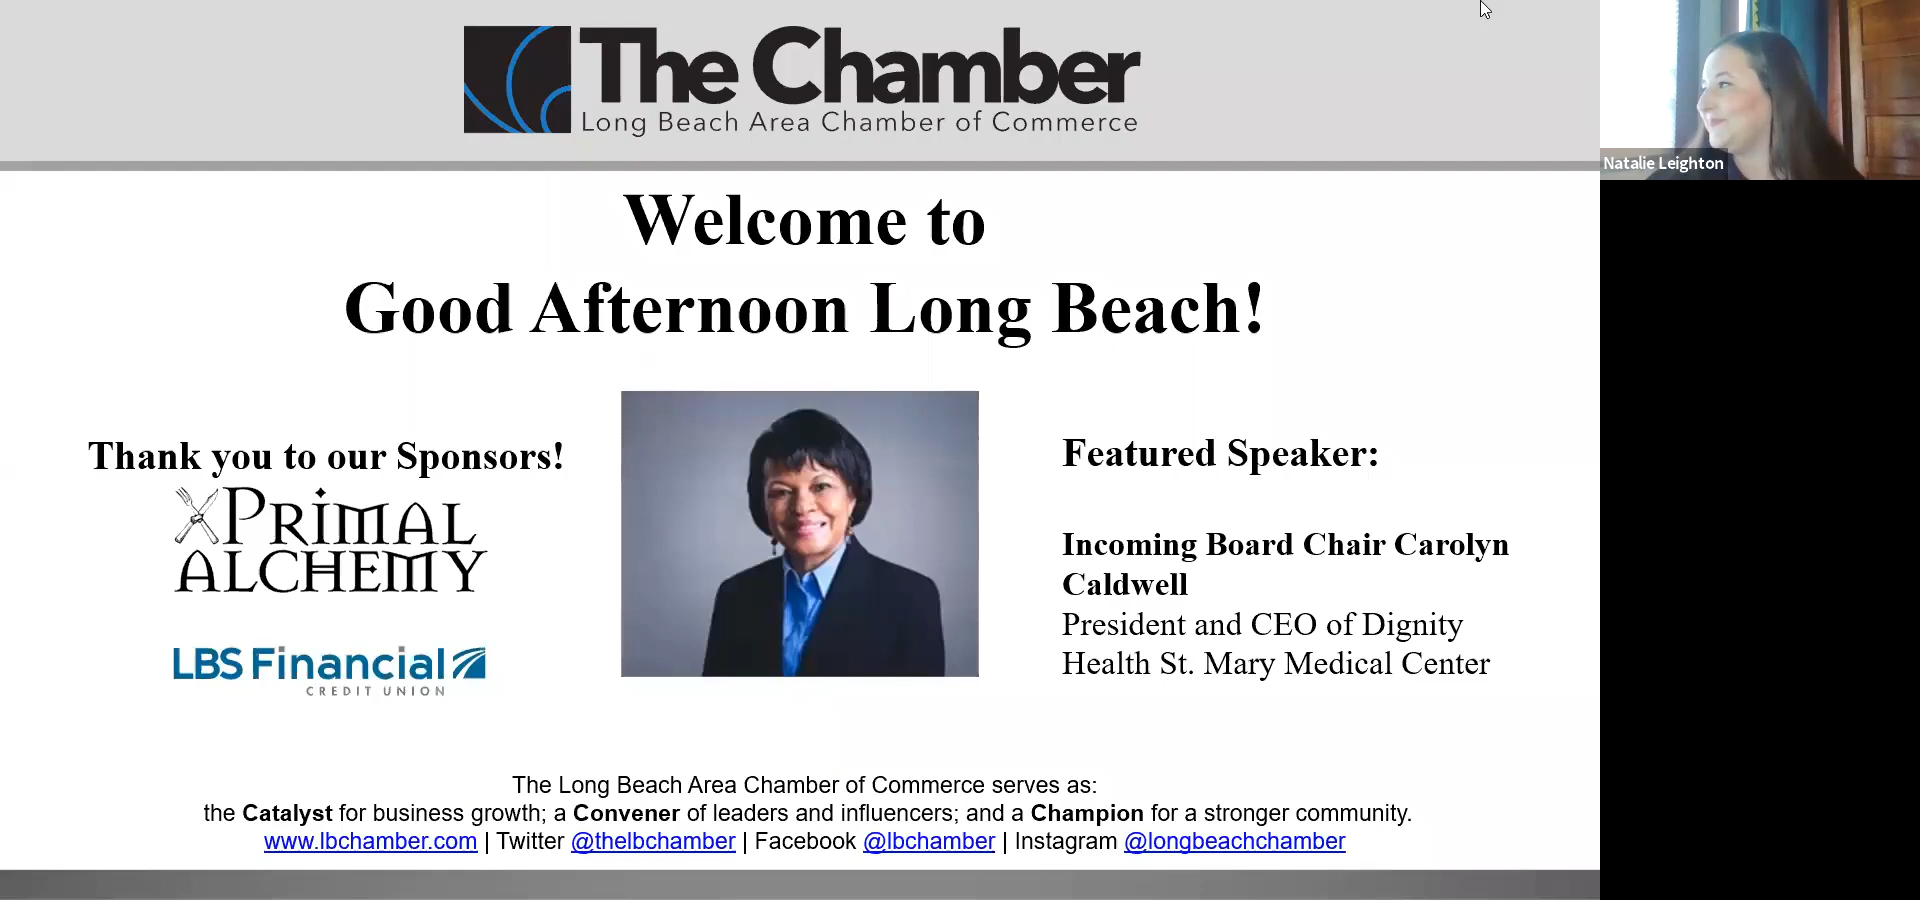 The Chamber
Long Beach Area Chamber of Commerce
Natalie Leighton
Welcome to
Good Afternoon Long Beach!
Thank you to our Sponsors!
PRIMAL
ALCHEMY
LBS Financial
CREDIT UNION
Featured Speaker:
Incoming Board Chair Carolyn
Caldwell
President and CEO of Dignity
Health St. Mary Medical Center
The Long Beach Area Chamber of Commerce serves as:
the Catalyst for business growth; a Convener of leaders and influencers; and a Champion for a stronger community.
www.lbchamber.com | Twitter @thelbchamber | Facebook @lbchamber | Instagram @longbeachchamber